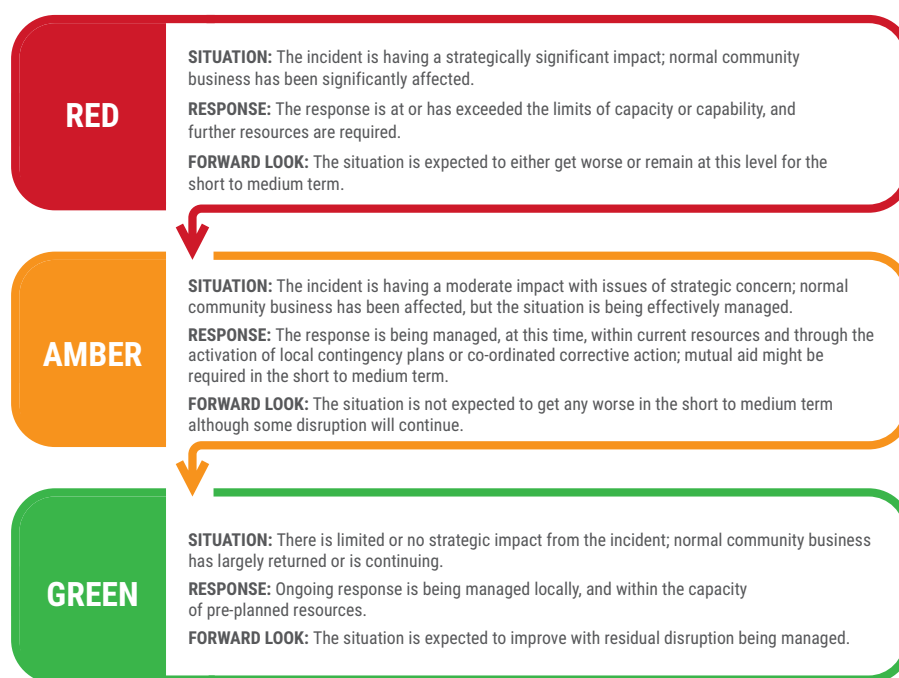 RED
SITUATION: The incident is having a strategically significant impact; normal community
business has been significantly affected.
RESPONSE: The response is at or has exceeded the limits of capacity or capability, and
further resources are required.
FORWARD LOOK: The situation is expected to either get worse or remain at this level for the
short to medium term.
AMBER
SITUATION: The incident is having a moderate impact with issues of strategic concern; normal
community business has been affected, but the situation is being effectively managed.
RESPONSE: The response is being managed, at this time, within current resources and through the
activation of local contingency plans or co-ordinated corrective action; mutual aid might be
required in the short to medium term.
FORWARD LOOK: The situation is not expected to get any worse in the short to medium term
although some disruption will continue.
GREEN
SITUATION: There is limited or no strategic impact from the incident; normal community business
has largely returned or is continuing.
RESPONSE: Ongoing response is being managed locally, and within the capacity
of pre-planned resources.
FORWARD LOOK: The situation is expected to improve with residual disruption being managed.